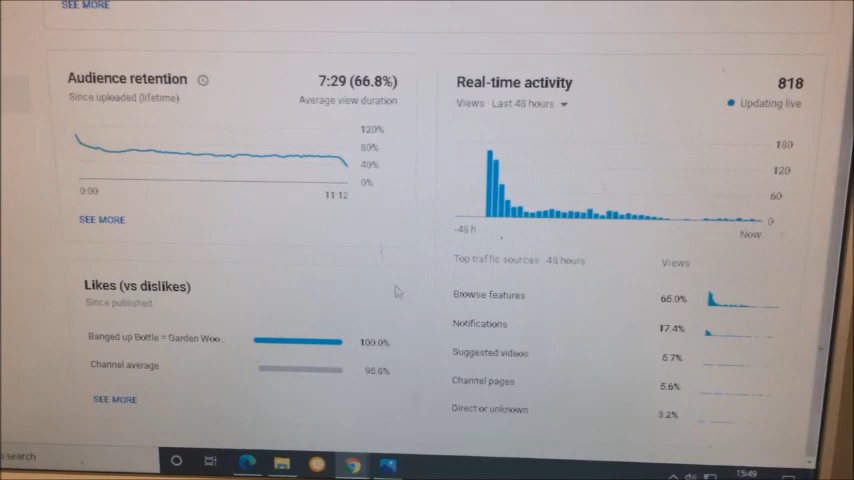 SEE MORE
Audience retention
7:29 (66.8%)
Since uploaded (lifetime)
Average view duration
120%
80%
40%
0%
0:00
11:12
SEE MORE
Likes (vs dislikes)
Since published
Banged up Bottle = Garden Woo...
100.0%
Channel average
95.8%
SEE MORE
Real-time activity
818
Views · Last 48 hours
Updating live
180
120
60
0
-48 h
Now
Top traffic sources · 48 hours
Views
Browse features
Notifications
17.4%
Suggested videos
5.7%
Channel pages
5.6%
Direct or unknown
3.2%
search
15:49